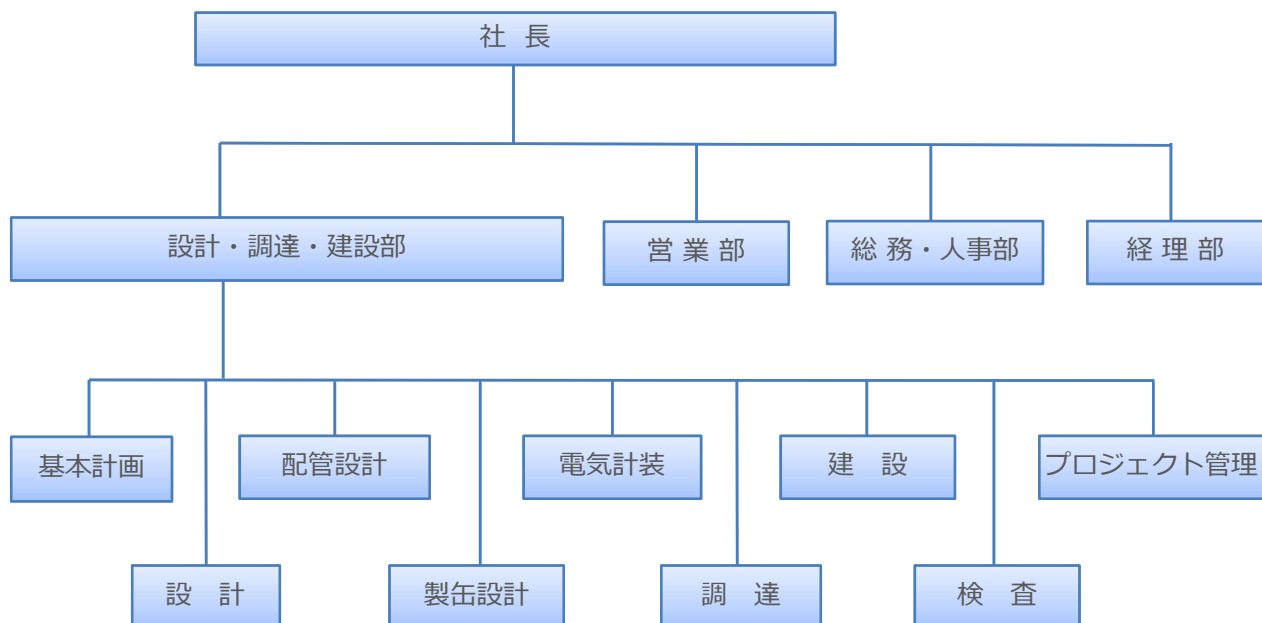 社 長
設計・調達・建設部
営 業 部
総 務・人事部
経 理 部
基本計画
配管設計
電気計装
建 設
プロジェクト管理
設 計
製缶設計
調 達
検 査